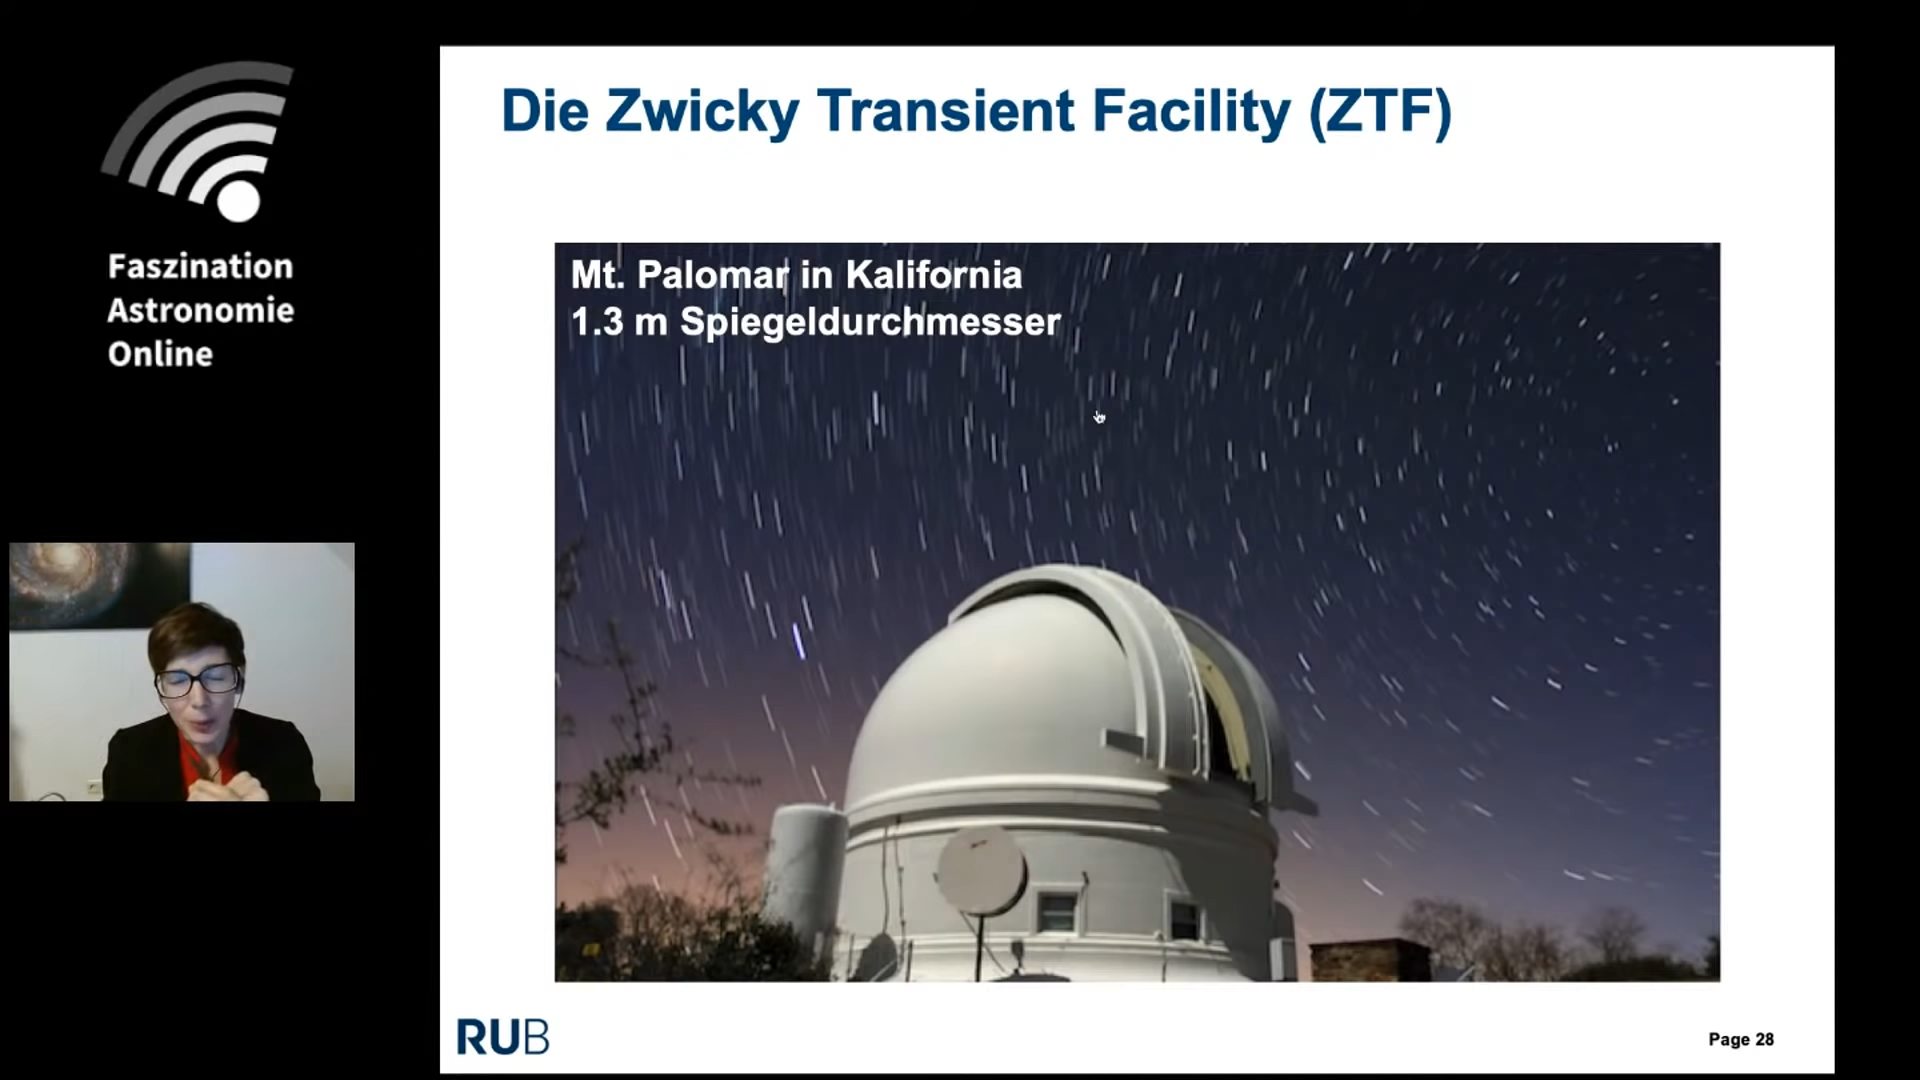 Faszination
Astronomie
Online
Die Zwicky Transient Facility (ZTF)
Mt. Palomar in Kalifornia
1.3 m Spiegeldurchmesser
RUB
Page 28